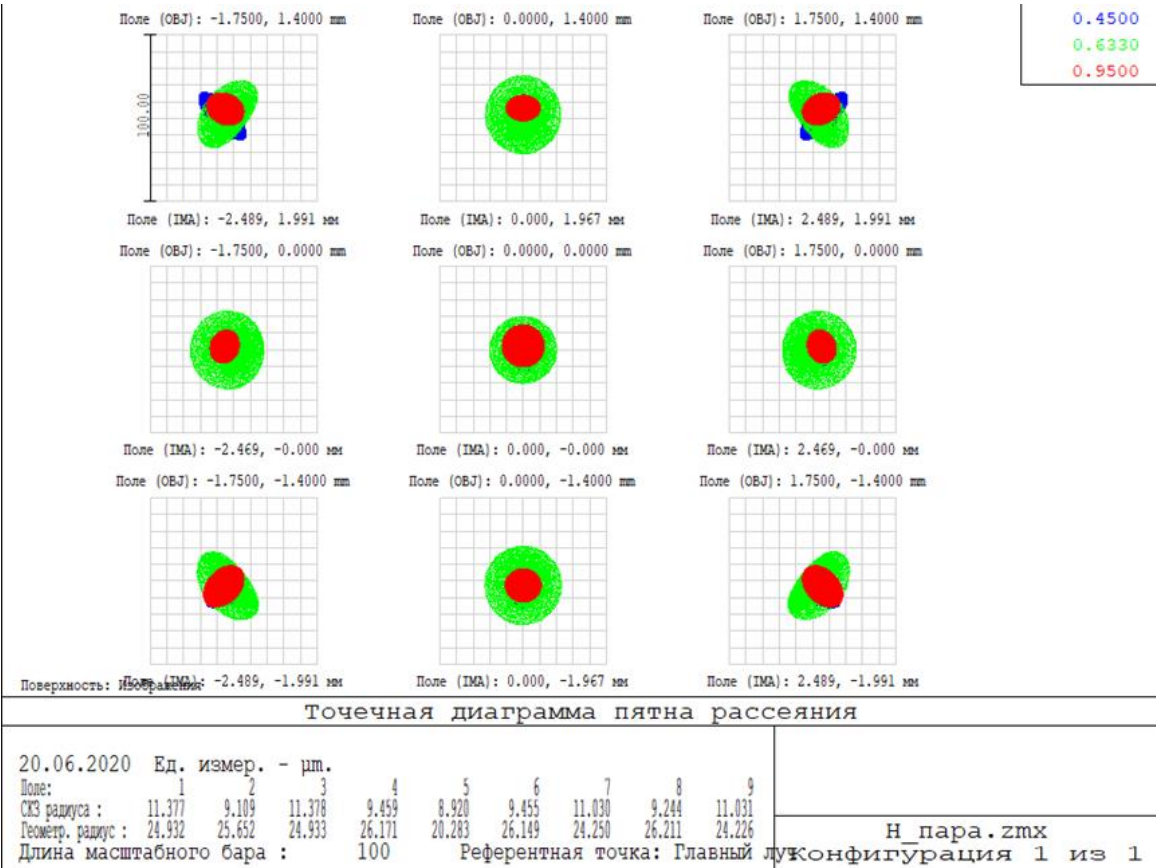 Поле (OBJ): -1.7500, 1.4000 mm Поле (OBJ): 0.0000, 1.4000 mm Поле (OBJ): 1.7500, 1.4000 mm
0.4500
0.6330
0.9500
100.00
Поле (IMA): -2.489, 1.991 мм Поле (IMA): 0.000, 1.967 мм Поле (IMA): 2.489, 1.991 мм
Поле (OBJ): -1.7500, 0.0000 mm Поле (OBJ): 0.0000, 0.0000 mm Поле (OBJ): 1.7500, 0.0000 mm
Поле (IMA): -2.469, -0.000 мм Поле (IMA): 0.000, -0.000 мм Поле (IMA): 2.469, -0.000 мм
Поле (OBJ): -1.7500, -1.4000 mm Поле (OBJ): 0.0000, -1.4000 mm Поле (OBJ): 1.7500, -1.4000 mm
Поле (IMA): -2.489, -1.991 мм Поле (IMA): 0.000, -1.967 мм Поле (IMA): 2.489, -1.991 мм
Поверхность: Изображения
Точечная диаграмма пятна рассеяния
20.06.2020 Ед. измер. - µm.
Поле: 1 2 3 4 5 6 7 8 9
СКЗ радиуса : 11.377 9.109 11.378 9.459 8.920 9.455 11.030 9.244 11.031
Геометр. радиус : 24.932 25.652 24.933 26.171 20.283 26.149 24.250 26.211 24.226
Длина масштабного бара : 100 Референтная точка: Главный луч
Н_пара.zmx
Конфигурация 1 из 1